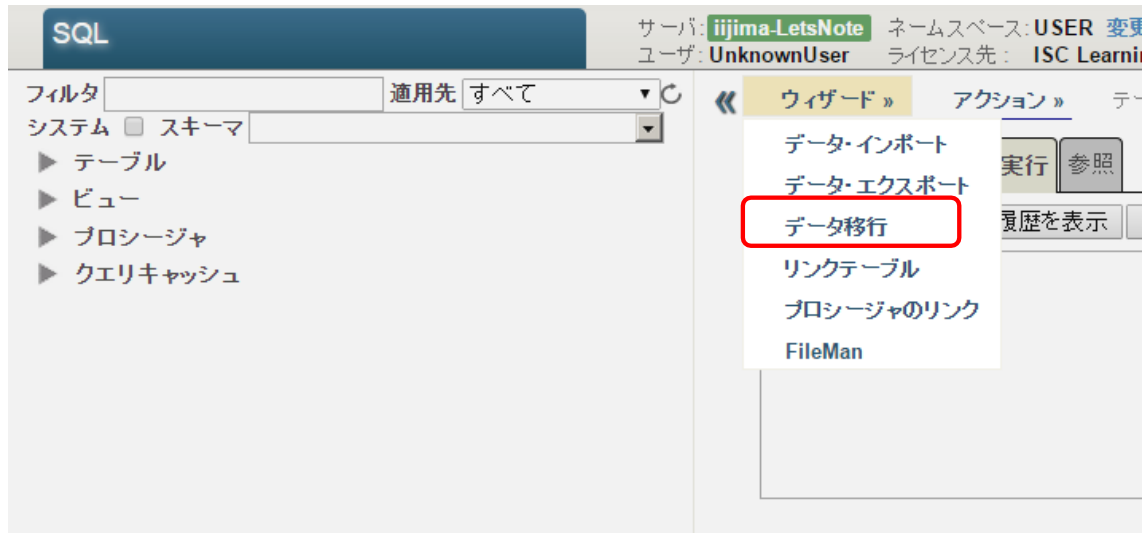 SQL
サーバ: iijima-LetsNote ネームスペース: USER 変更
ユーザ: UnknownUser ライセンス先: ISC Learni
フィルタ 適用先 すべて
システム スキーマ
テーブル
ビュー
プロシージャ
クエリキャッシュ
ウィザード » アクション » テー
データ・インポート
データ・エクスポート
データ移行
リンクテーブル
プロシージャのリンク
FileMan
実行 参照
履歴を表示